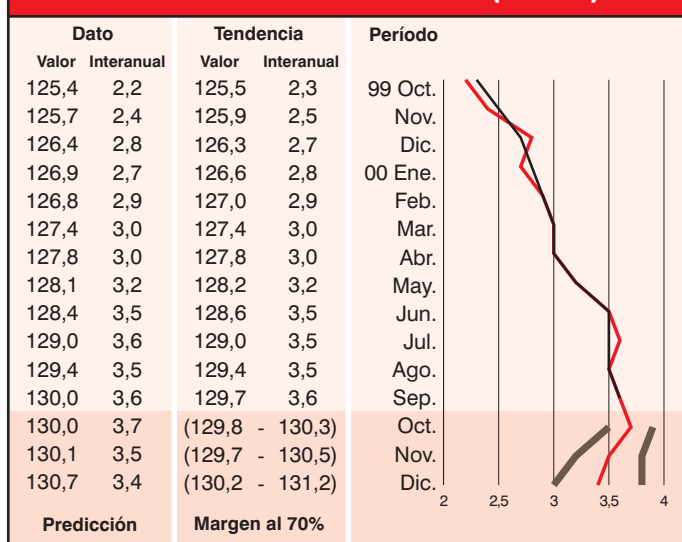 Dato Tendencia Período
Valor Interanual Valor Interanual
125,4 2,2 125,5 2,3 99 Oct.
125,7 2,4 125,9 2,5 Nov.
126,4 2,8 126,3 2,7 Dic.
126,9 2,7 126,6 2,8 00 Ene.
126,8 2,9 127,0 2,9 Feb.
127,4 3,0 127,4 3,0 Mar.
127,8 3,0 127,8 3,0 Abr.
128,1 3,2 128,2 3,2 May.
128,4 3,5 128,6 3,5 Jun.
129,0 3,6 129,0 3,5 Jul.
129,4 3,5 129,4 3,5 Ago.
130,0 3,6 129,7 3,6 Sep.
130,0 3,7 (129,8 - 130,3) Oct.
130,1 3,5 (129,7 - 130,5) Nov.
130,7 3,4 (130,2 - 131,2) Dic.
2 2,5 3 3,5 4
Predicción Margen al 70%